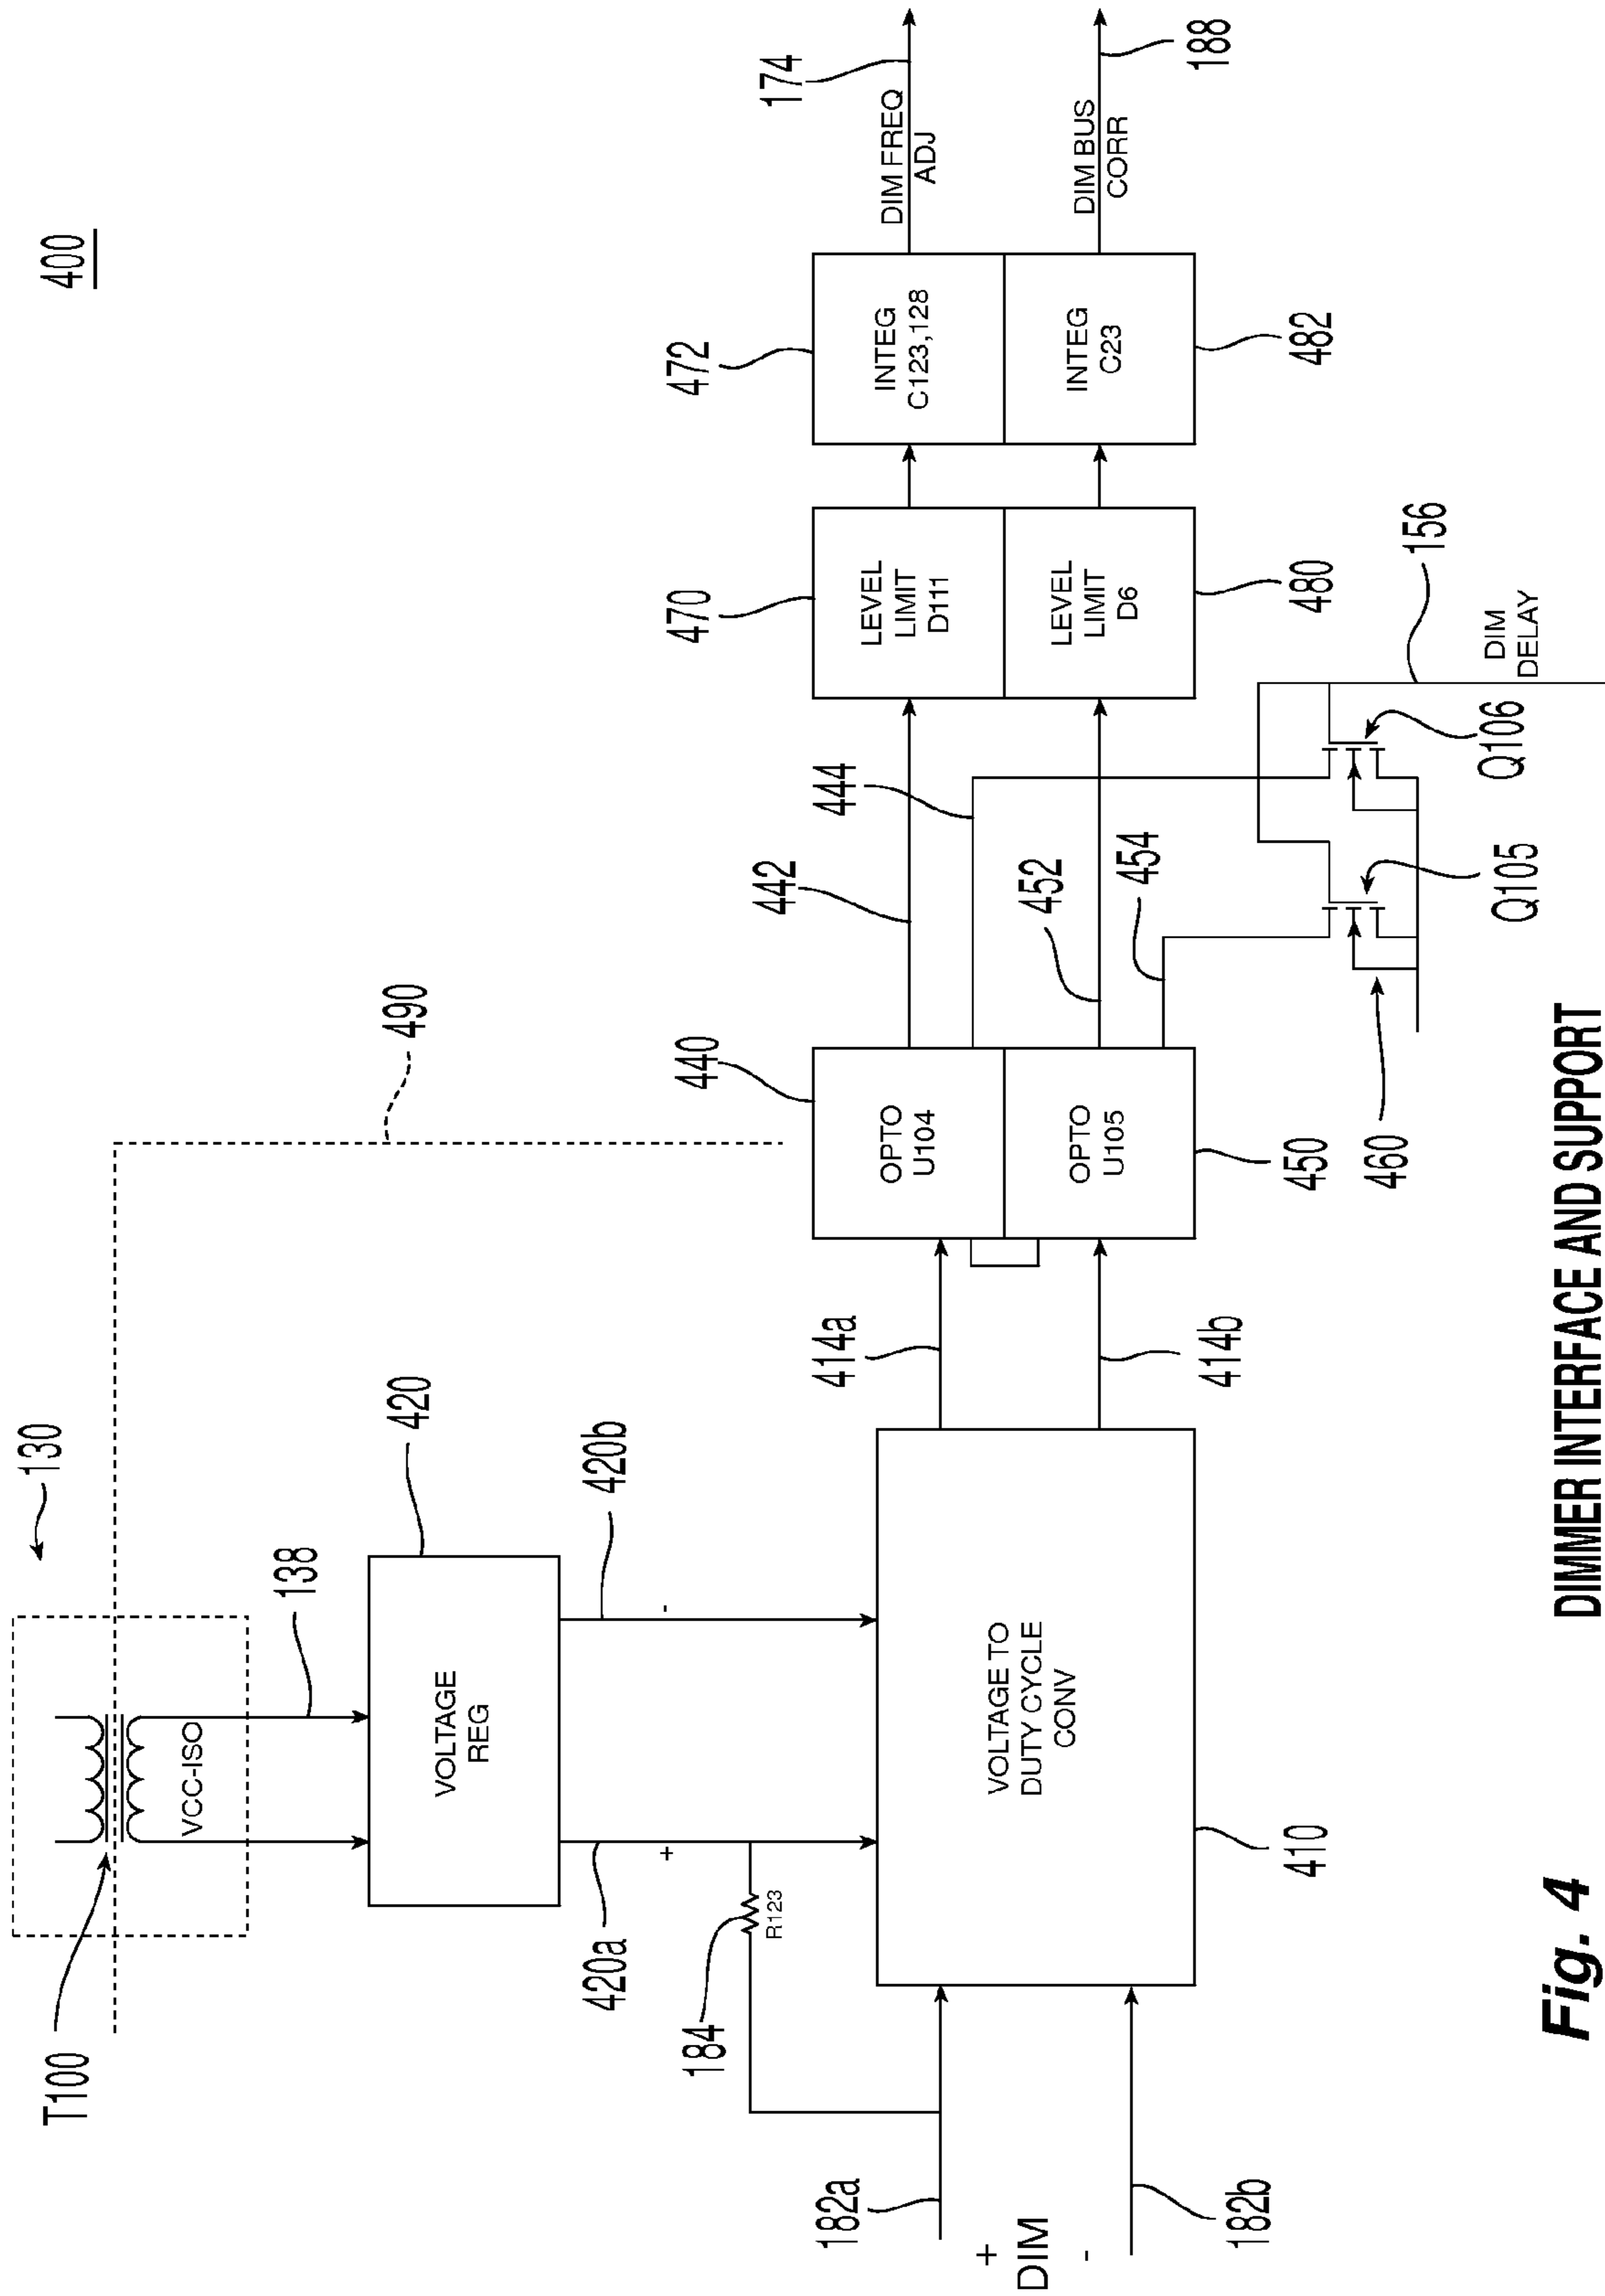 400
130
T100
VCC-ISO
138
490
VOLTAGE
REG
420
420a
+
420b
-
184
R123
182a
+
DIM
-
182b
VOLTAGE TO
DUTY CYCLE
CONV
410
414a
414b
440
OPTO
U104
OPTO
U105
450
442
444
452
454
460
Q105
Q106
156
DIM
DELAY
470
LEVEL
LIMIT
D111
LEVEL
LIMIT
D6
480
472
INTEG
C123,128
INTEG
C23
482
174
DIM FREQ
ADJ
DIM BUS
CORR
188
Fig. 4
DIMMER INTERFACE AND SUPPORT